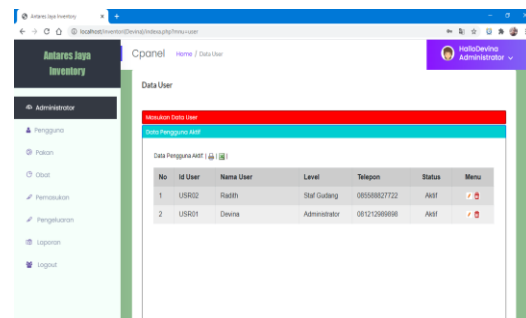 Antares Jaya Inventory
localhost/InventoriDevina/indexa.php?mnu=user
Antares Jaya
Inventory
Cpanel Home / Data User
HalloDevina
Administrator
Administrator
Pengguna
Pakan
Obat
Pemasukan
Pengeluaran
Laporan
Logout
Data User
Masukan Data User
Data Pengguna Aktif
Data Pengguna Aktif | | |
No Id User Nama User Level Telepon Status Menu
1 USR02 Radith Staf Gudang 085588827722 Aktif
2 USR01 Devina Administrator 081212989898 Aktif